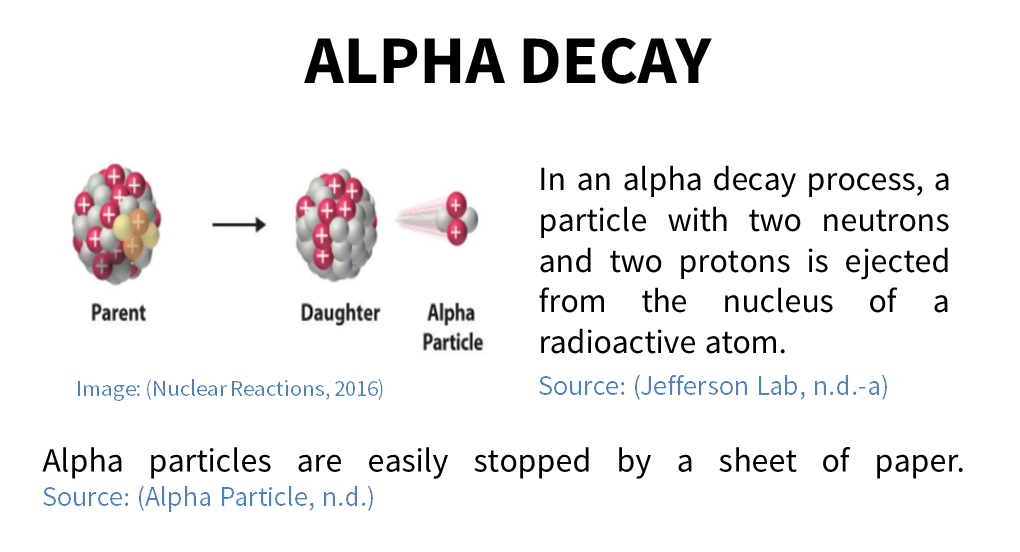 ALPHA DECAY
In an alpha decay process, a
particle with two neutrons
and two protons is ejected
from the nucleus of a
radioactive atom.
Source: (Jefferson Lab, n.d.-a)
Parent
Daughter
Alpha
Particle
Image: (Nuclear Reactions, 2016)
Alpha particles are easily stopped by a sheet of paper.
Source: (Alpha Particle, n.d.)